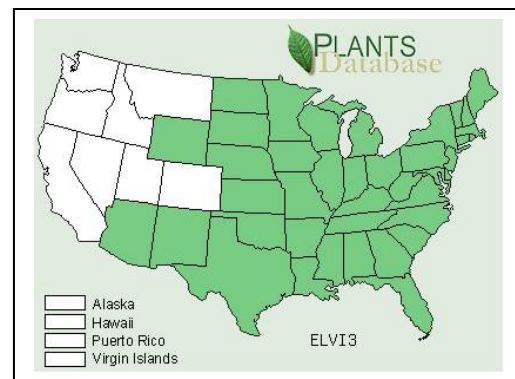 PLANTS
Database
Alaska
Hawaii
Puerto Rico
Virgin Islands
ELVI3